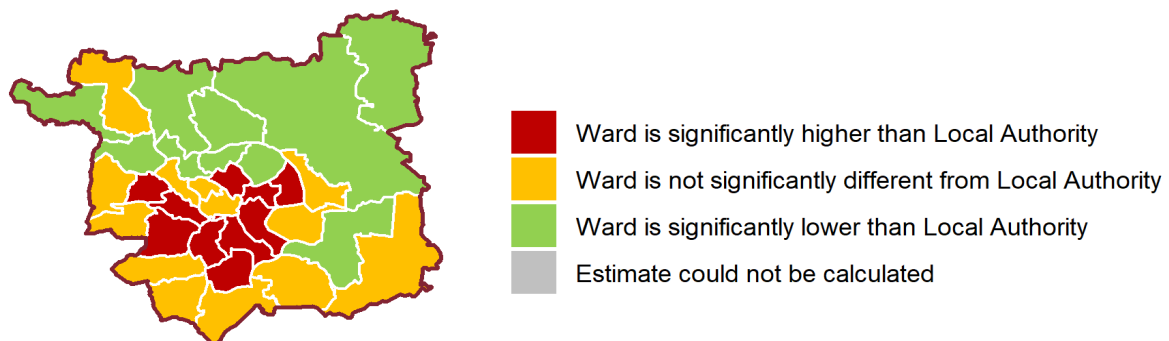 Ward is significantly higher than Local Authority
Ward is not significantly different from Local Authority
Ward is significantly lower than Local Authority
Estimate could not be calculated